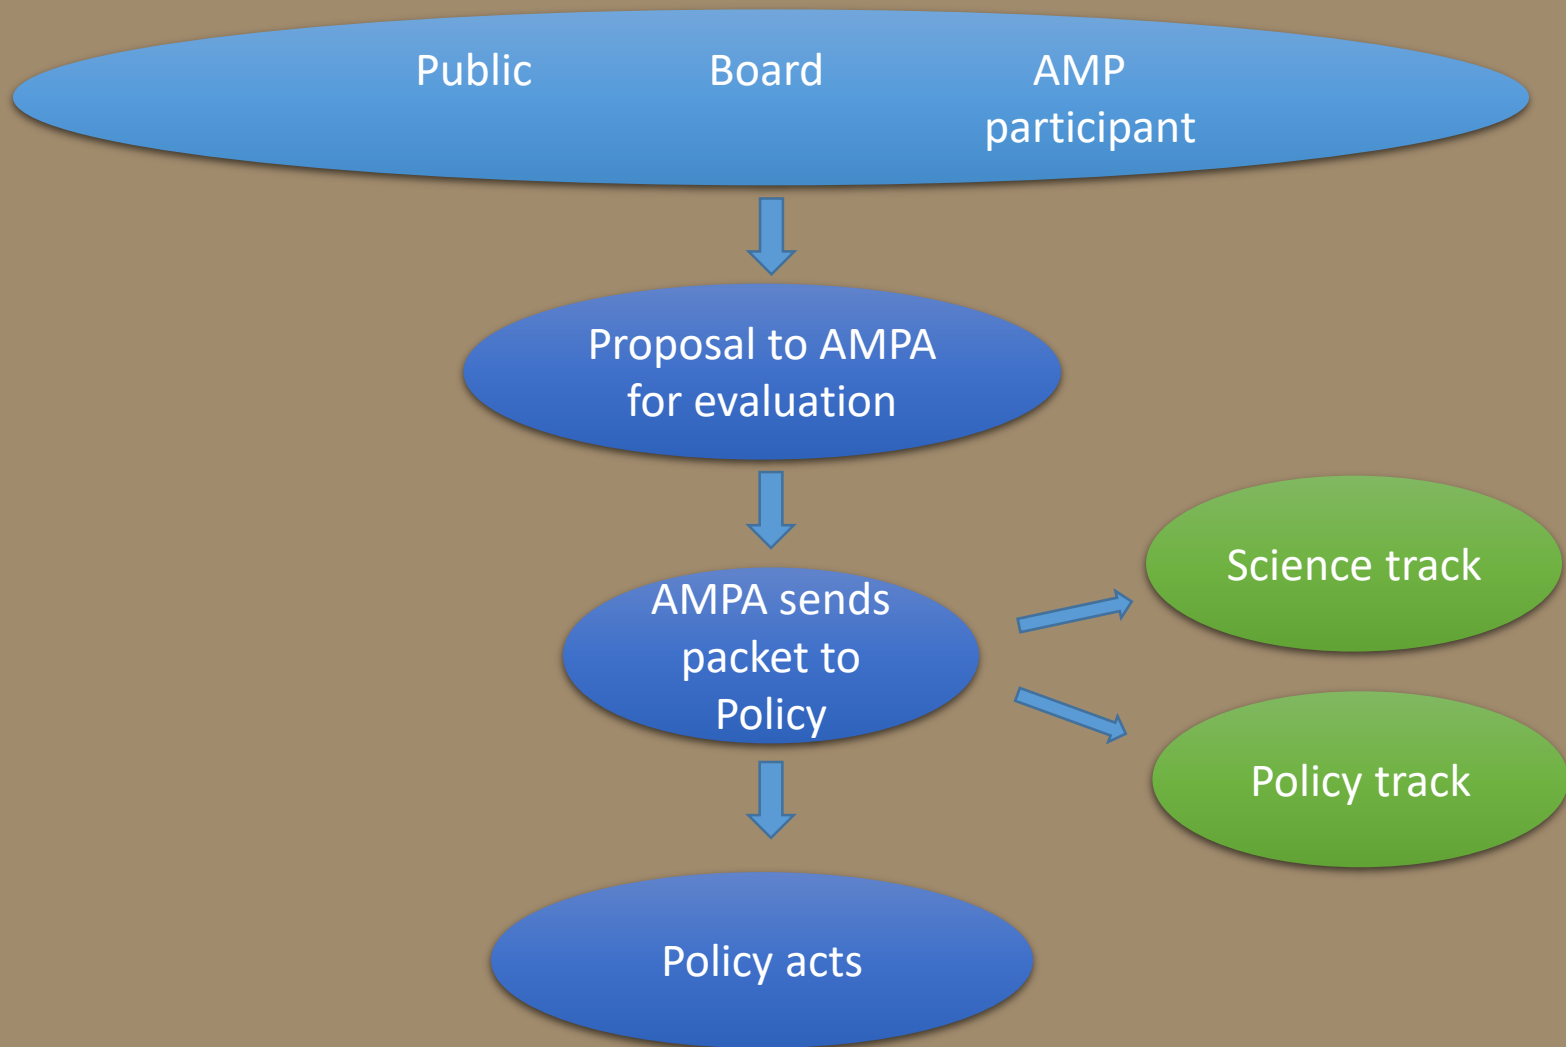 Public Board AMP
participant
Proposal to AMPA
for evaluation
AMPA sends
packet to
Policy
Science track
Policy track
Policy acts